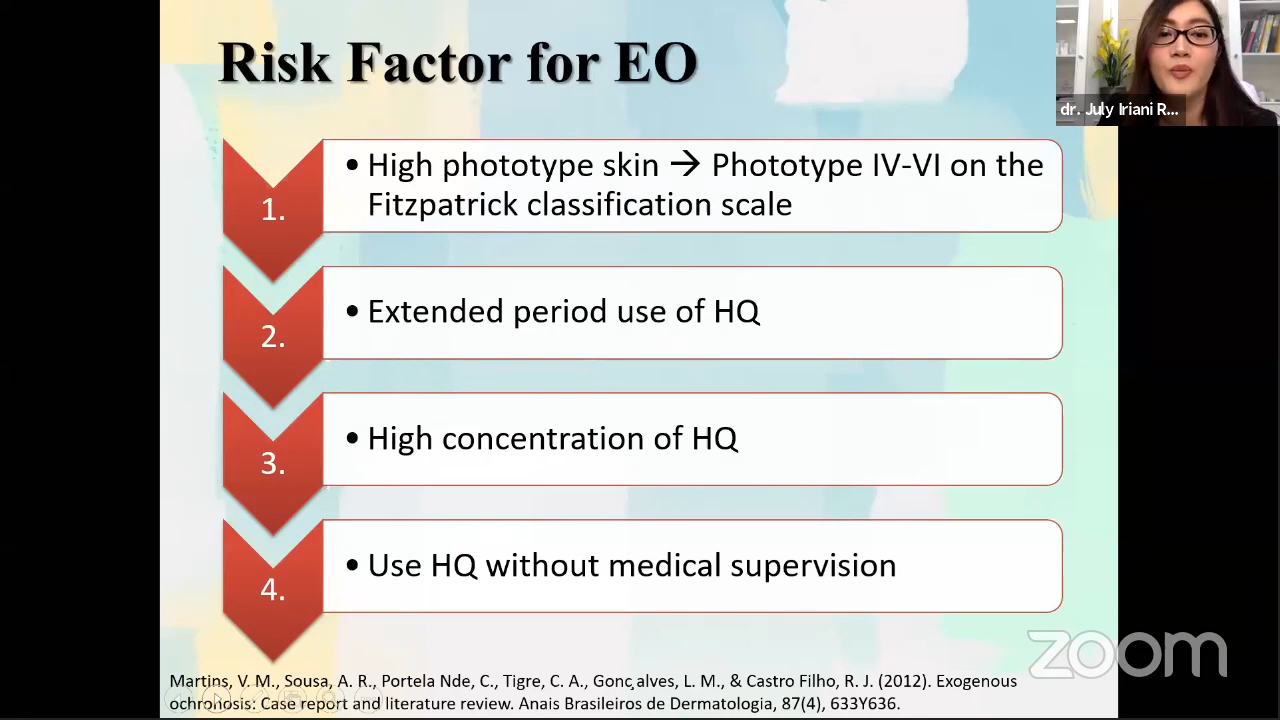 Risk Factor for EO
dr. July Iriani R...
1.
• High phototype skin → Phototype IV-VI on the
Fitzpatrick classification scale
2.
• Extended period use of HQ
3.
• High concentration of HQ
4.
• Use HQ without medical supervision
zoom
Martins, V. M., Sousa, A. R., Portela Nde, C., Tigre, C. A., Gonçalves, L. M., & Castro Filho, R. J. (2012). Exogenous
ochronosis: Case report and literature review. Anais Brasileiros de Dermatologia, 87(4), 633Y636.